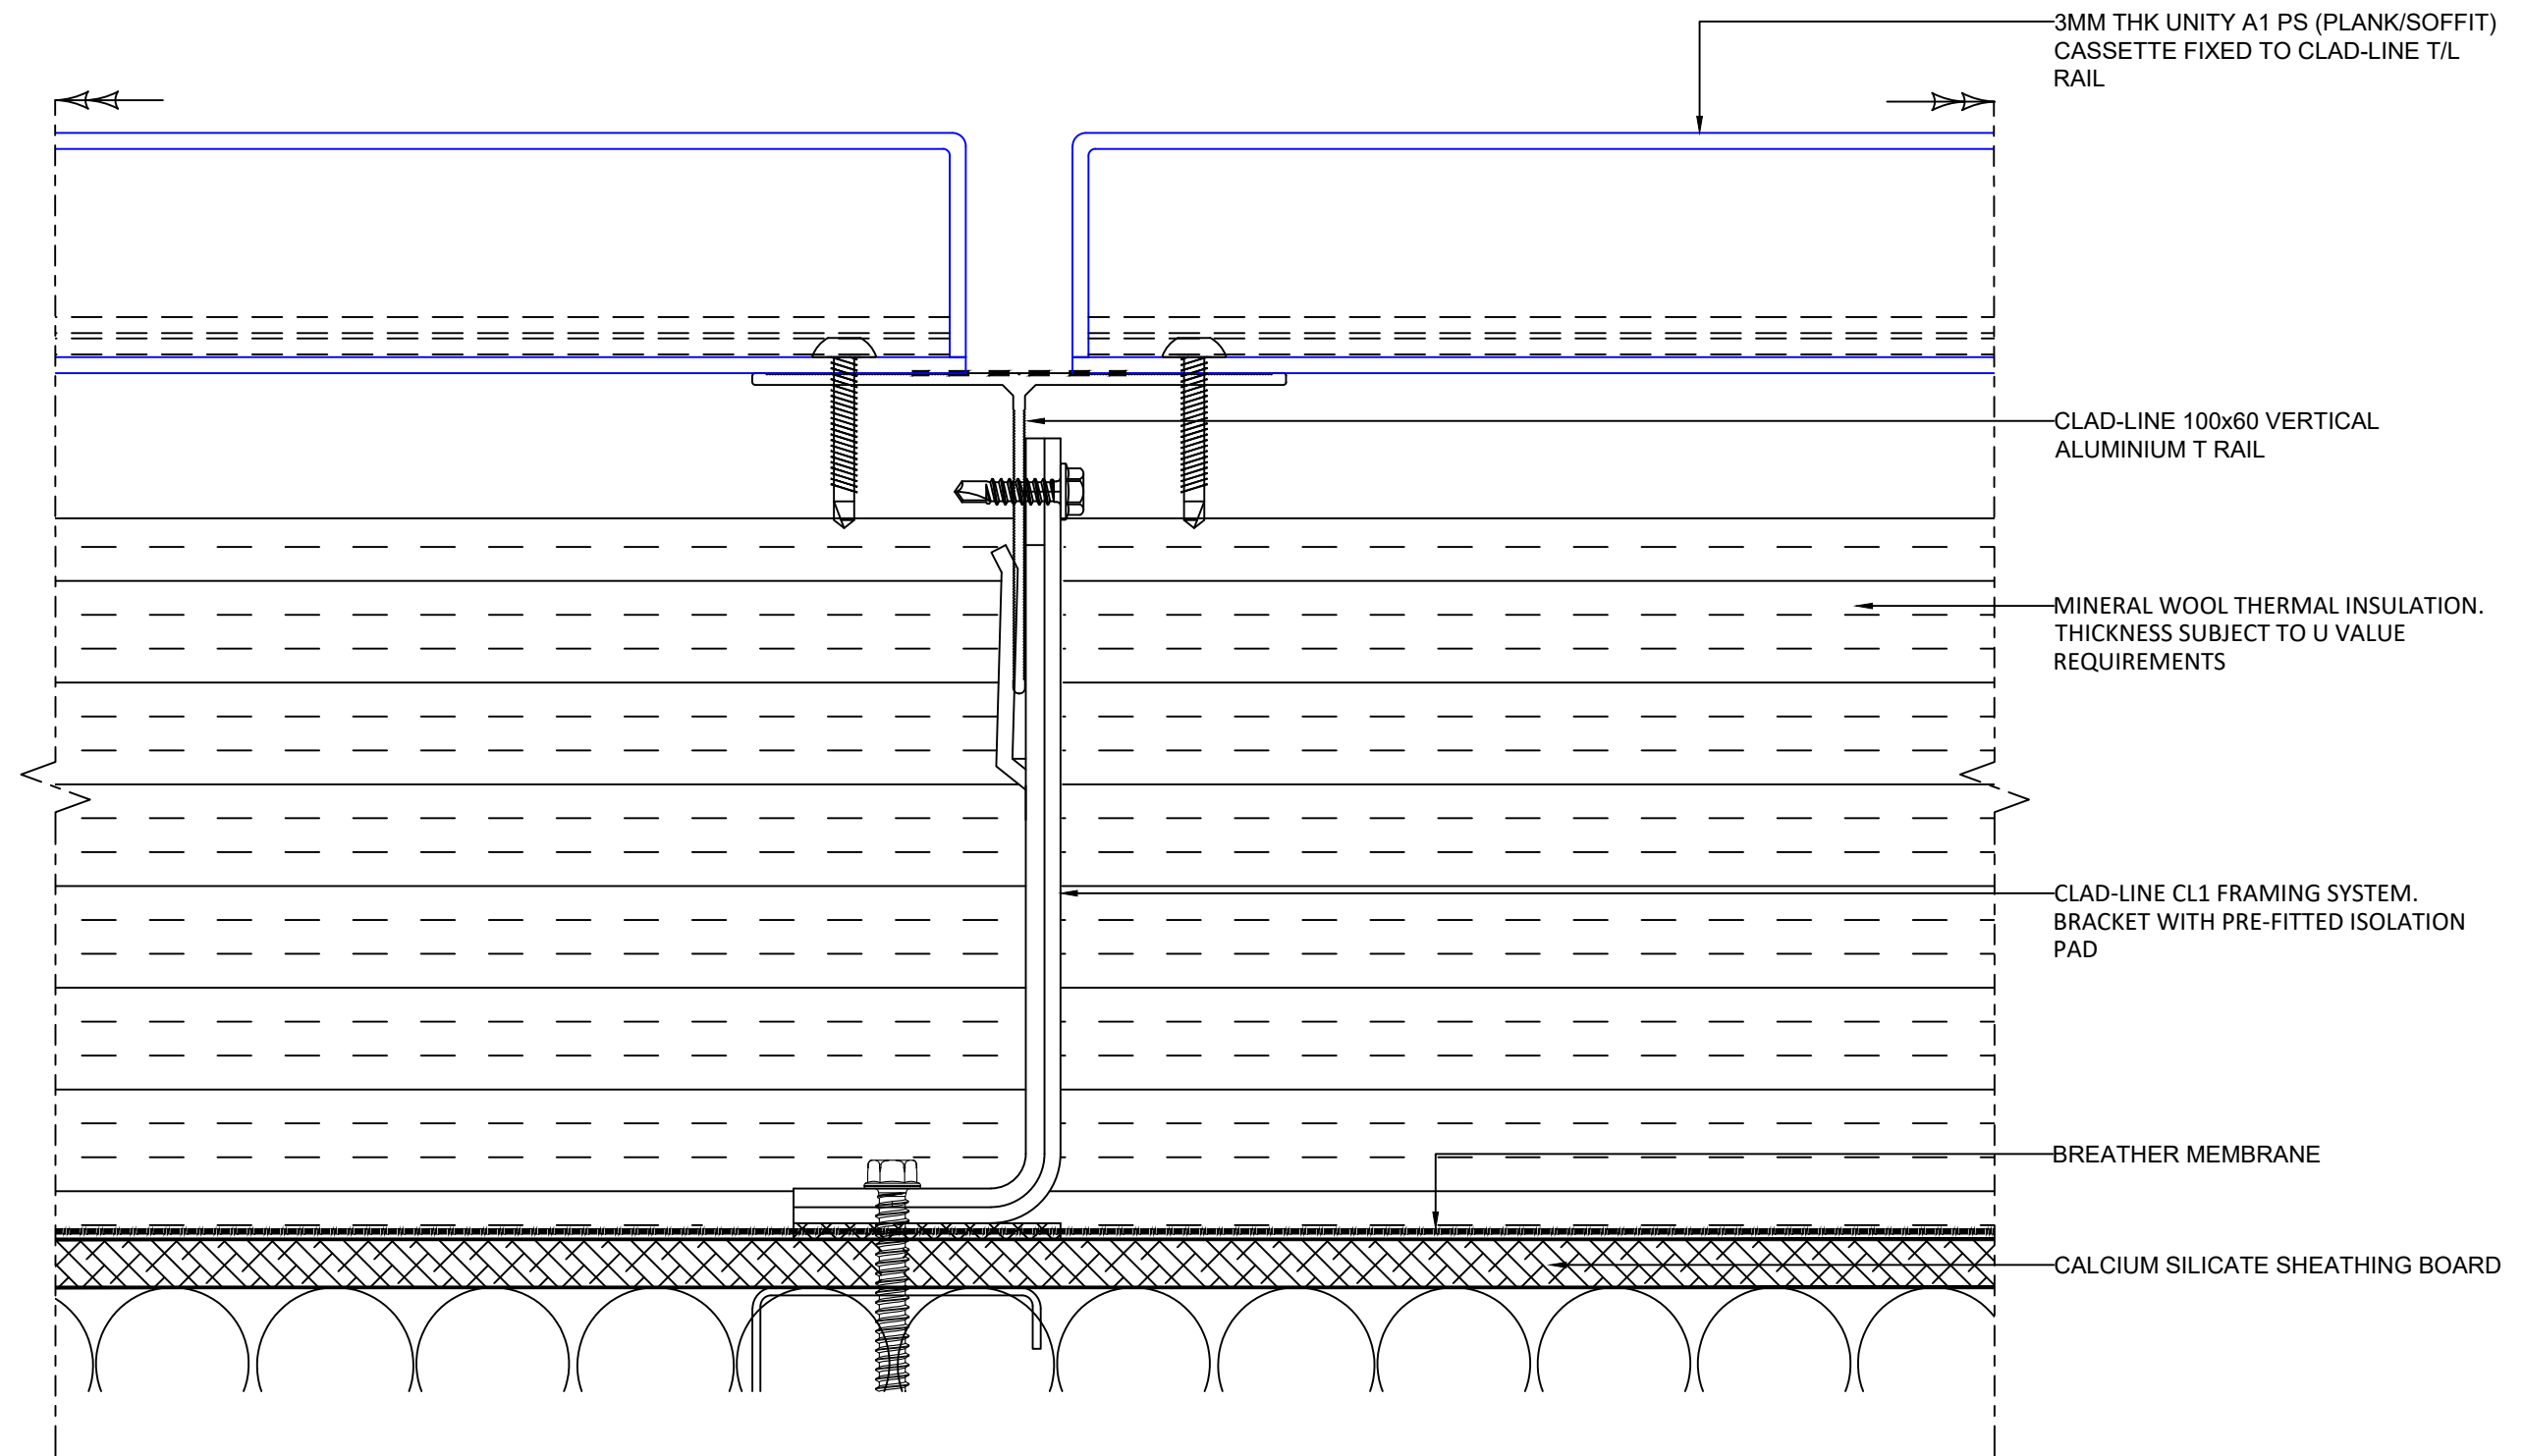 3MM THK UNITY A1 PS (PLANK/SOFFIT)
CASSETTE FIXED TO CLAD-LINE T/L
RAIL
CLAD-LINE 100x60 VERTICAL
ALUMINIUM T RAIL
MINERAL WOOL THERMAL INSULATION.
THICKNESS SUBJECT TO U VALUE
REQUIREMENTS
CLAD-LINE CL1 FRAMING SYSTEM.
BRACKET WITH PRE-FITTED ISOLATION
PAD
BREATHER MEMBRANE
CALCIUM SILICATE SHEATHING BOARD